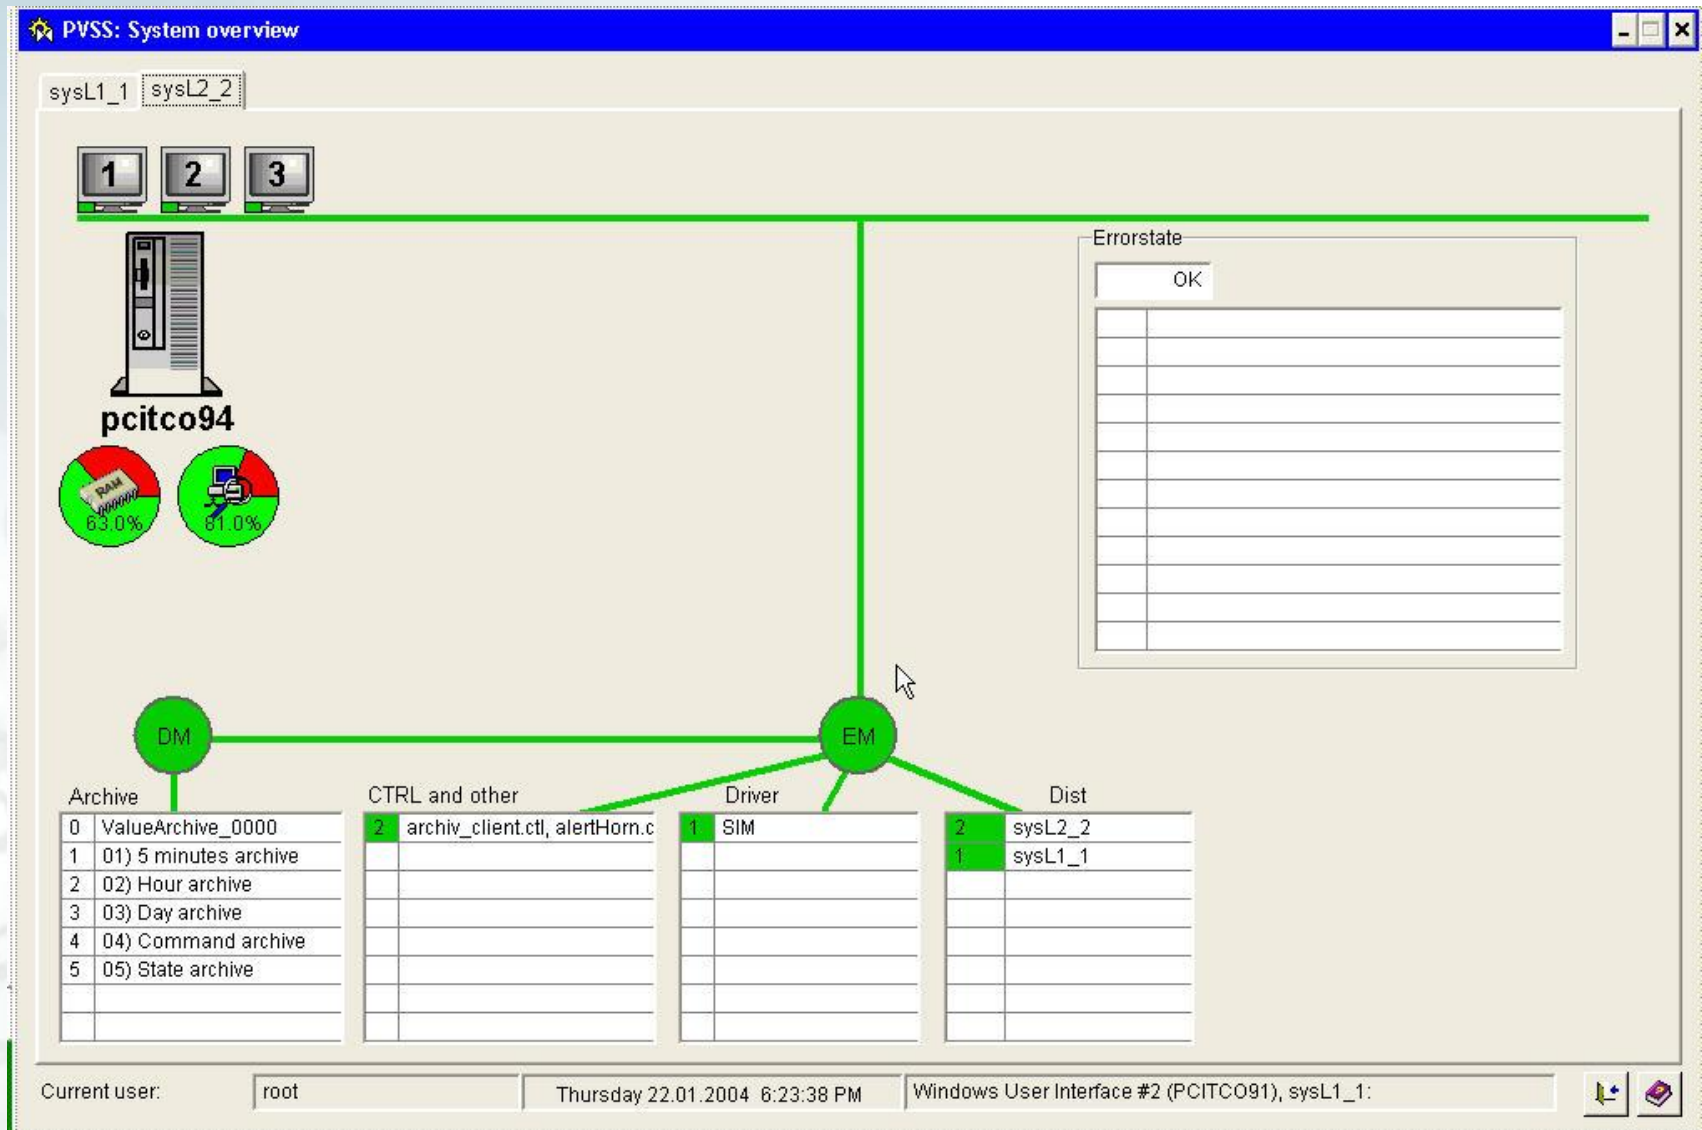 PVSS: System overview
sysL1_1 sysL2_2
1 2 3
Errorstate
OK
pcitco94
RAM
63.0% 81.0%
DM
EM
Archive
0 ValueArchive_0000
1 01) 5 minutes archive
2 02) Hour archive
3 03) Day archive
4 04) Command archive
5 05) State archive
CTRL and other
2 archiv_client.ctl, alertHorn.c
Driver
1 SIM
Dist
2 sysL2_2
1 sysL1_1
Current user: root Thursday 22.01.2004 6:23:38 PM Windows User Interface #2 (PCITCO91), sysL1_1: